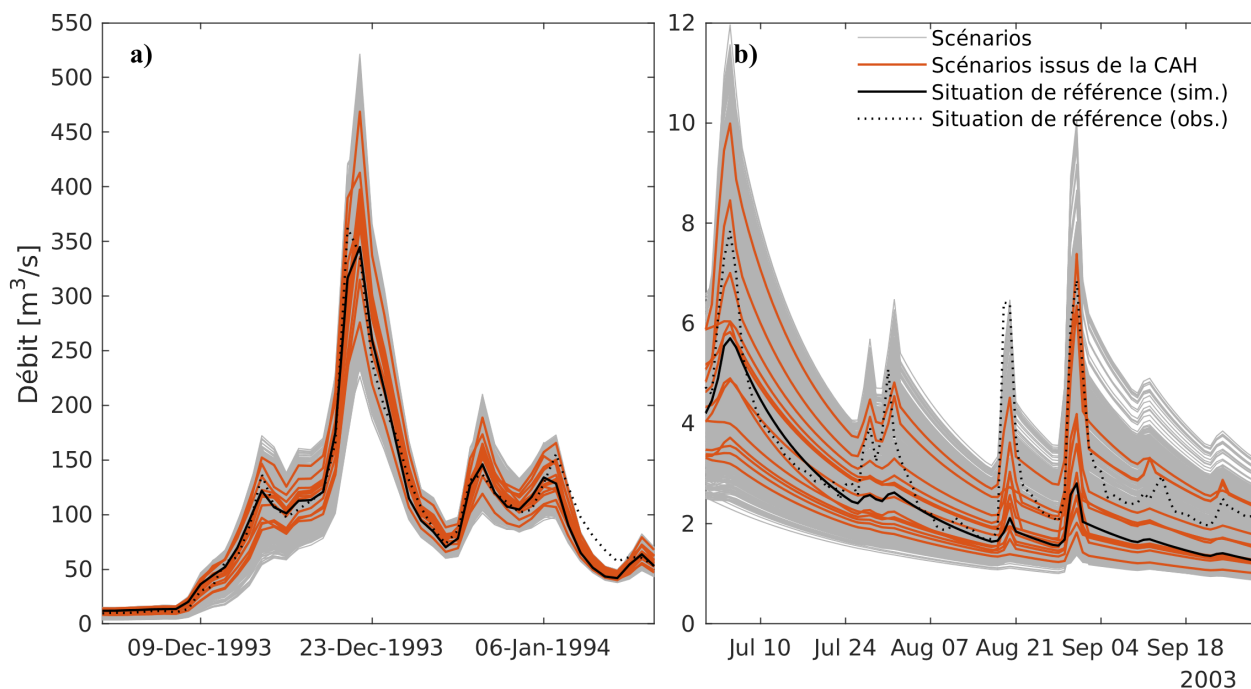 Débit [m³/s]
550
500
450
400
350
300
250
200
150
100
50
0
a)
09-Dec-1993
23-Dec-1993
06-Jan-1994
12
10
8
6
4
2
0
b)
Scénarios
Scénarios issus de la CAH
Situation de référence (sim.)
Situation de référence (obs.)
Jul 10
Jul 24
Aug 07
Aug 21
Sep 04
Sep 18
2003